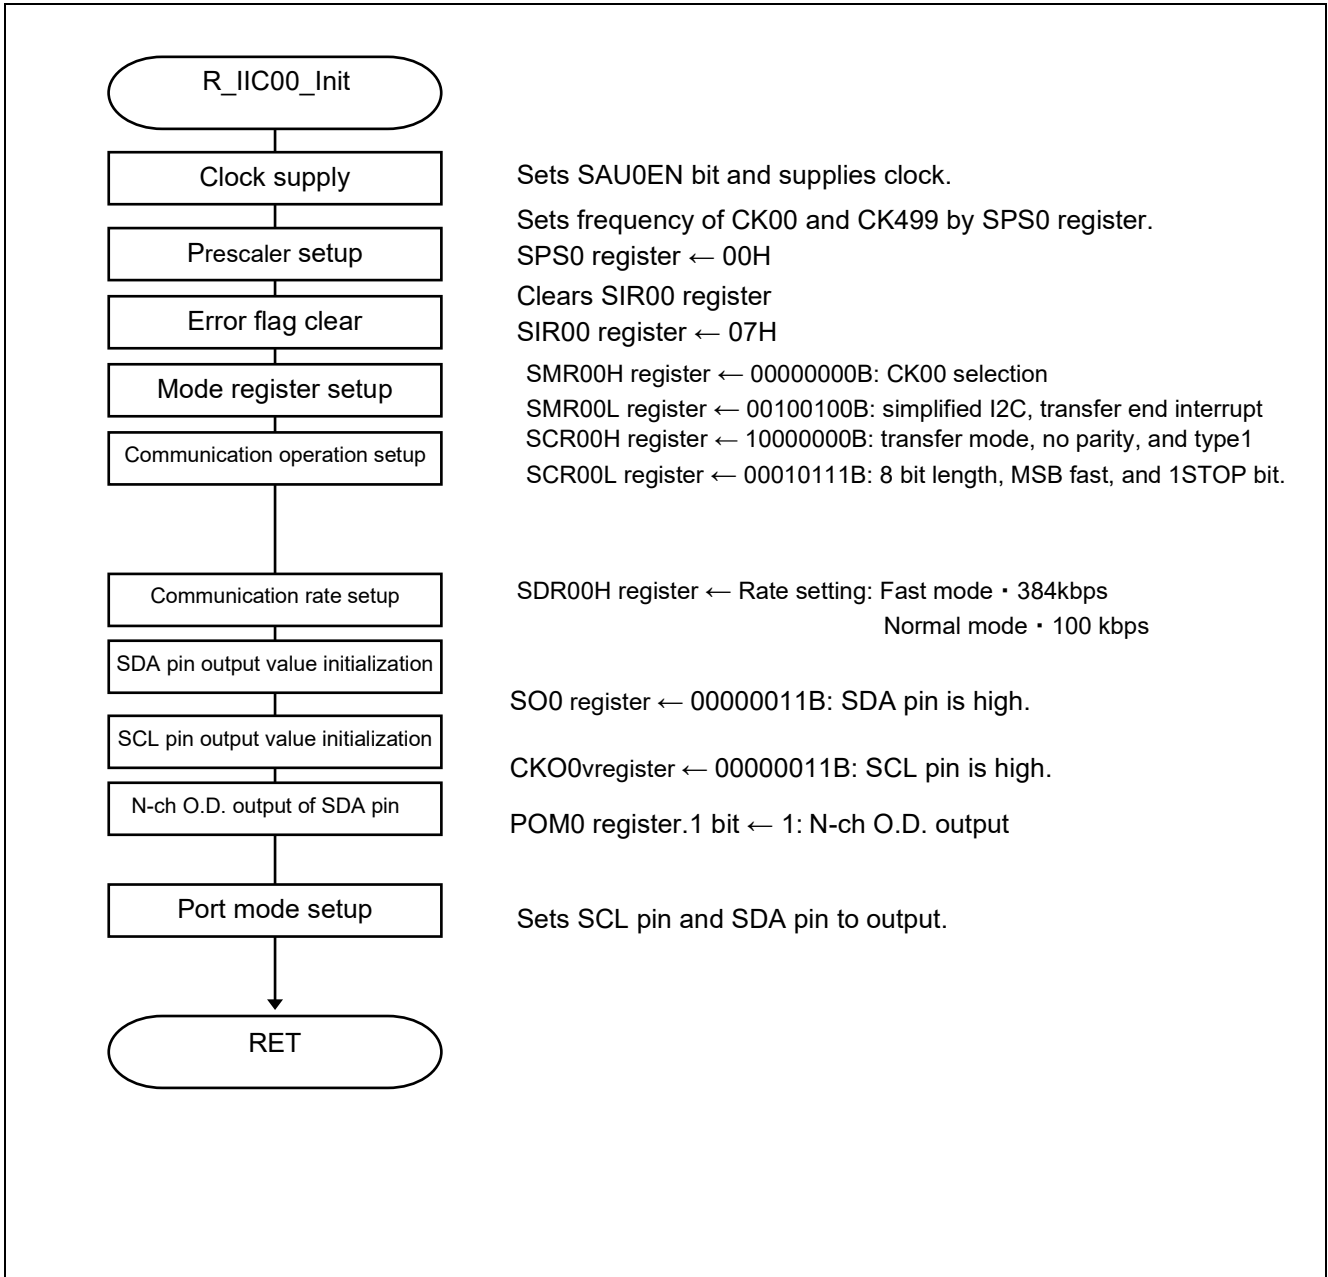 R_IIC00_Init
Clock supply
Sets SAU0EN bit and supplies clock.
Sets frequency of CK00 and CK499 by SPS0 register.
Prescaler setup
SPS0 register ← 00H
Clears SIR00 register
Error flag clear
SIR00 register ← 07H
Mode register setup
SMR00H register ← 00000000B: CK00 selection
SMR00L register ← 00100100B: simplified I2C, transfer end interrupt
SCR00H register ← 10000000B: transfer mode, no parity, and type1
Communication operation setup
SCR00L register ← 00010111B: 8 bit length, MSB fast, and 1STOP bit.
Communication rate setup
SDR00H register ← Rate setting: Fast mode・384kbps
Normal mode・100 kbps
SDA pin output value initialization
SO0 register ← 00000011B: SDA pin is high.
SCL pin output value initialization
CKO0vregister ← 00000011B: SCL pin is high.
N-ch O.D. output of SDA pin
POM0 register.1 bit ← 1: N-ch O.D. output
Port mode setup
Sets SCL pin and SDA pin to output.
RET